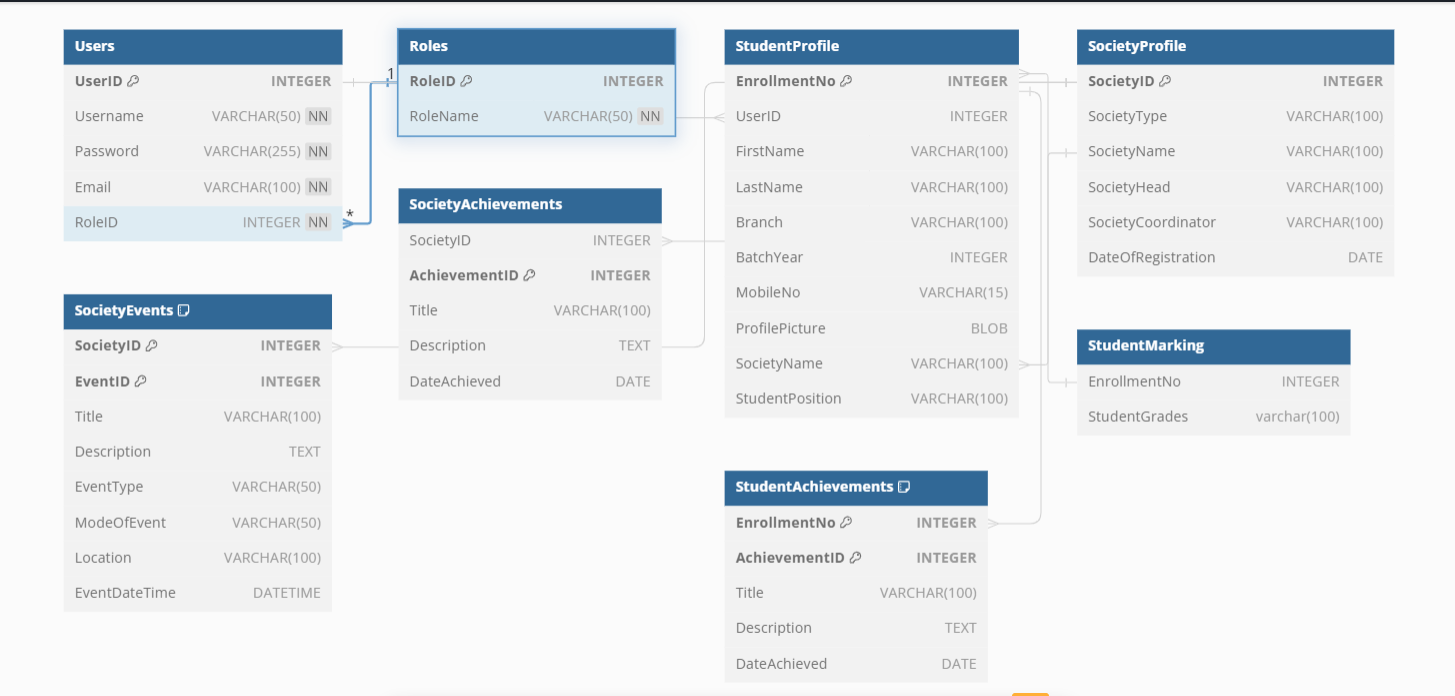 Users
UserID INTEGER
Username VARCHAR(50) NN
Password VARCHAR(255) NN
Email VARCHAR(100) NN
RoleID INTEGER NN
*
1
Roles
RoleID INTEGER
RoleName VARCHAR(50) NN
StudentProfile
EnrollmentNo INTEGER
UserID INTEGER
FirstName VARCHAR(100)
LastName VARCHAR(100)
Branch VARCHAR(100)
BatchYear INTEGER
MobileNo VARCHAR(15)
ProfilePicture BLOB
SocietyName VARCHAR(100)
StudentPosition VARCHAR(100)
SocietyProfile
SocietyID INTEGER
SocietyType VARCHAR(100)
SocietyName VARCHAR(100)
SocietyHead VARCHAR(100)
SocietyCoordinator VARCHAR(100)
DateOfRegistration DATE
SocietyAchievements
SocietyID INTEGER
AchievementID INTEGER
Title VARCHAR(100)
Description TEXT
DateAchieved DATE
SocietyEvents
SocietyID INTEGER
EventID INTEGER
Title VARCHAR(100)
Description TEXT
EventType VARCHAR(50)
ModeOfEvent VARCHAR(50)
Location VARCHAR(100)
EventDateTime DATETIME
StudentMarking
EnrollmentNo INTEGER
StudentGrades varchar(100)
StudentAchievements
EnrollmentNo INTEGER
AchievementID INTEGER
Title VARCHAR(100)
Description TEXT
DateAchieved DATE